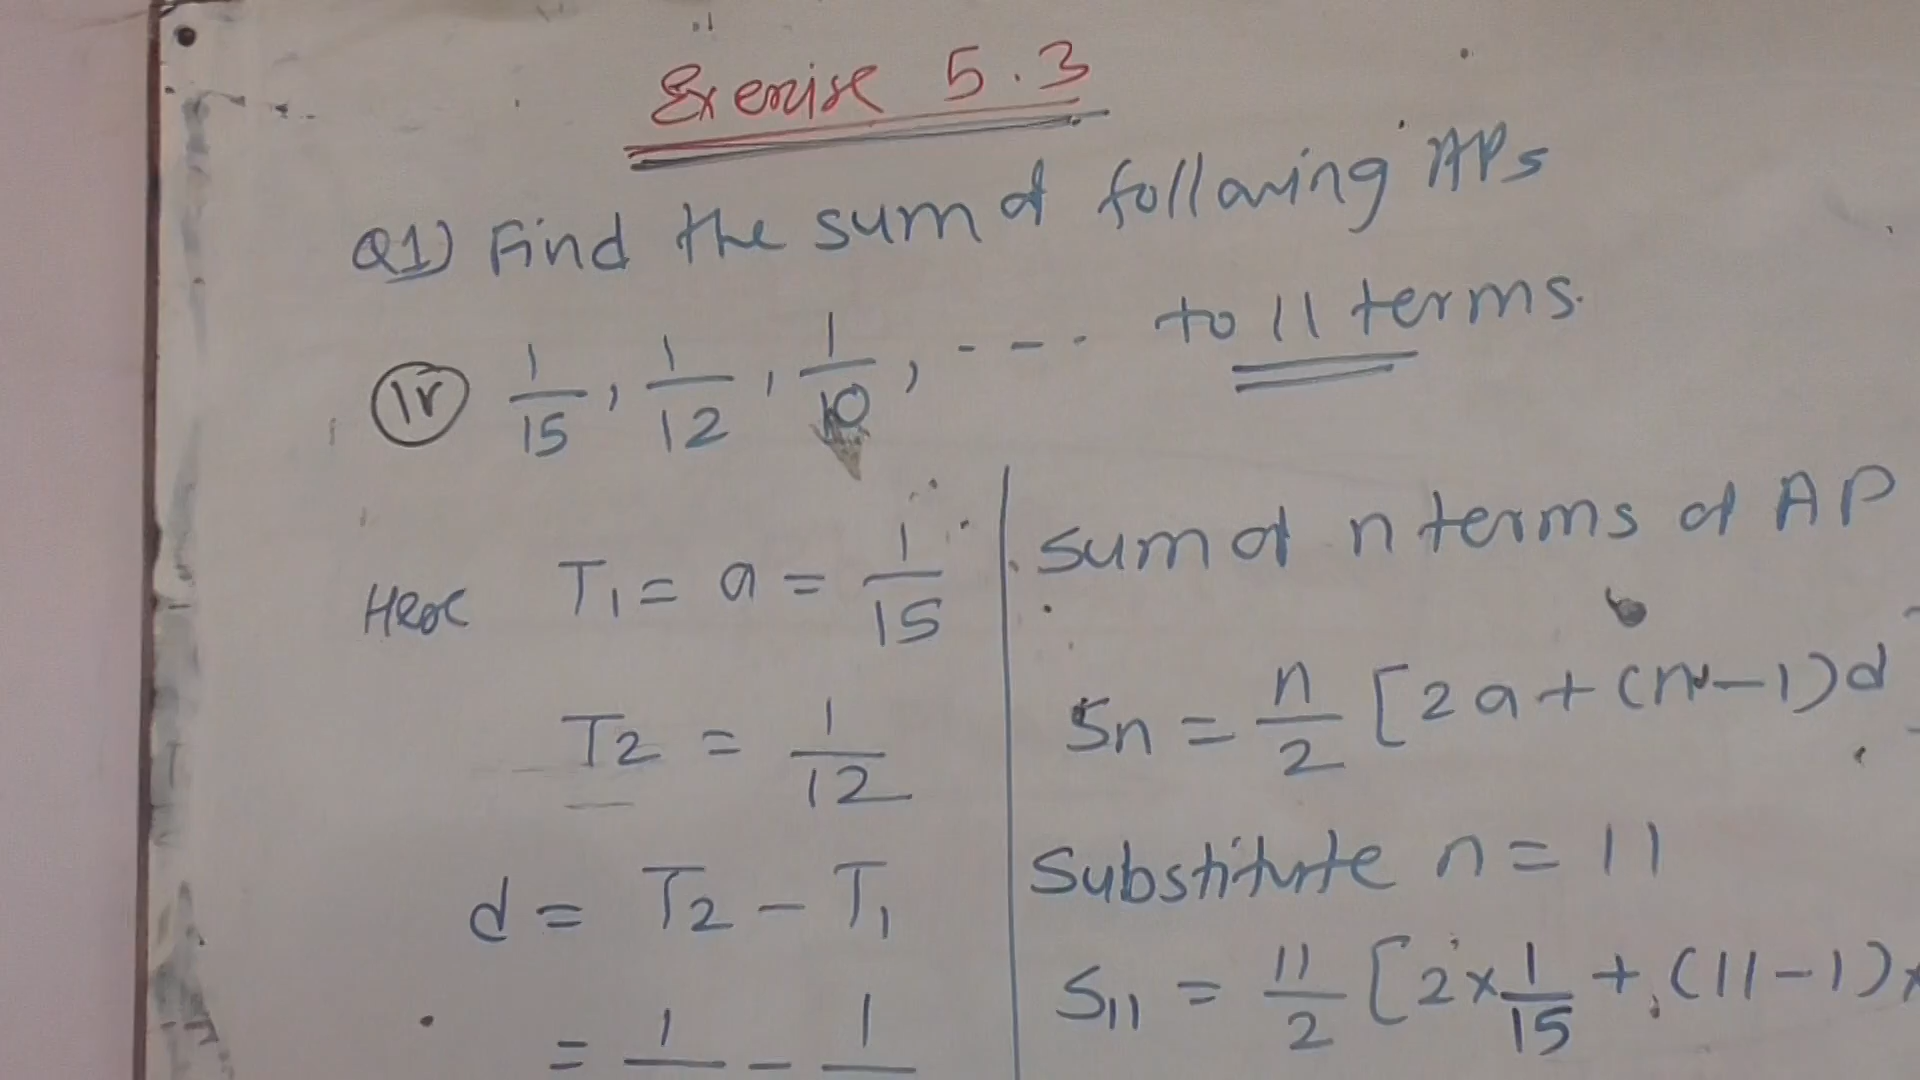 Exercise 5.3
Q1) Find the sum of following APs
(iv) 1/15, 1/12, 1/10, ---- to 11 terms.
Here T1 = a = 1/15
T2 = 1/12
d = T2 - T1
= 1 - 1
Sum of n terms of AP
Sn = n/2 [2a + (n-1)d
Substitute n = 11
S11 = 11/2 [2 × 1/15 + (11-1)×